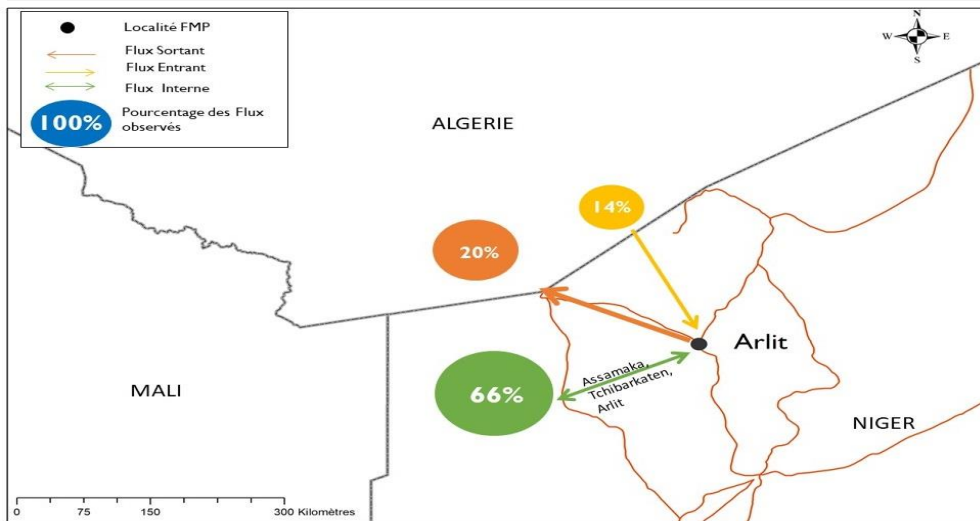 Localité FMP
Flux Sortant
Flux Entrant
Flux Interne
100%
Pourcentage des Flux
observés
N
W
E
S
ALGERIE
14%
20%
Arlit
Assamaka,
Tchibarkaten,
Arlit
66%
MALI
NIGER
0 75 150 300 Kilomètres